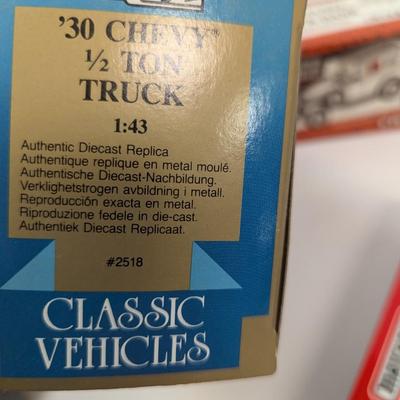 '30 CHEVY®
½ TON
TRUCK
1:43
Authentic Diecast Replica
Authentique replique en metal moulé.
Authentische Diecast-Nachbildung.
Verklighetstrogen avbildning i metall.
Reproducción exacta en metal.
Riproduzione fedele in die-cast.
Authentiek Diecast Replicaat.
#2518
CLASSIC
VEHICLES